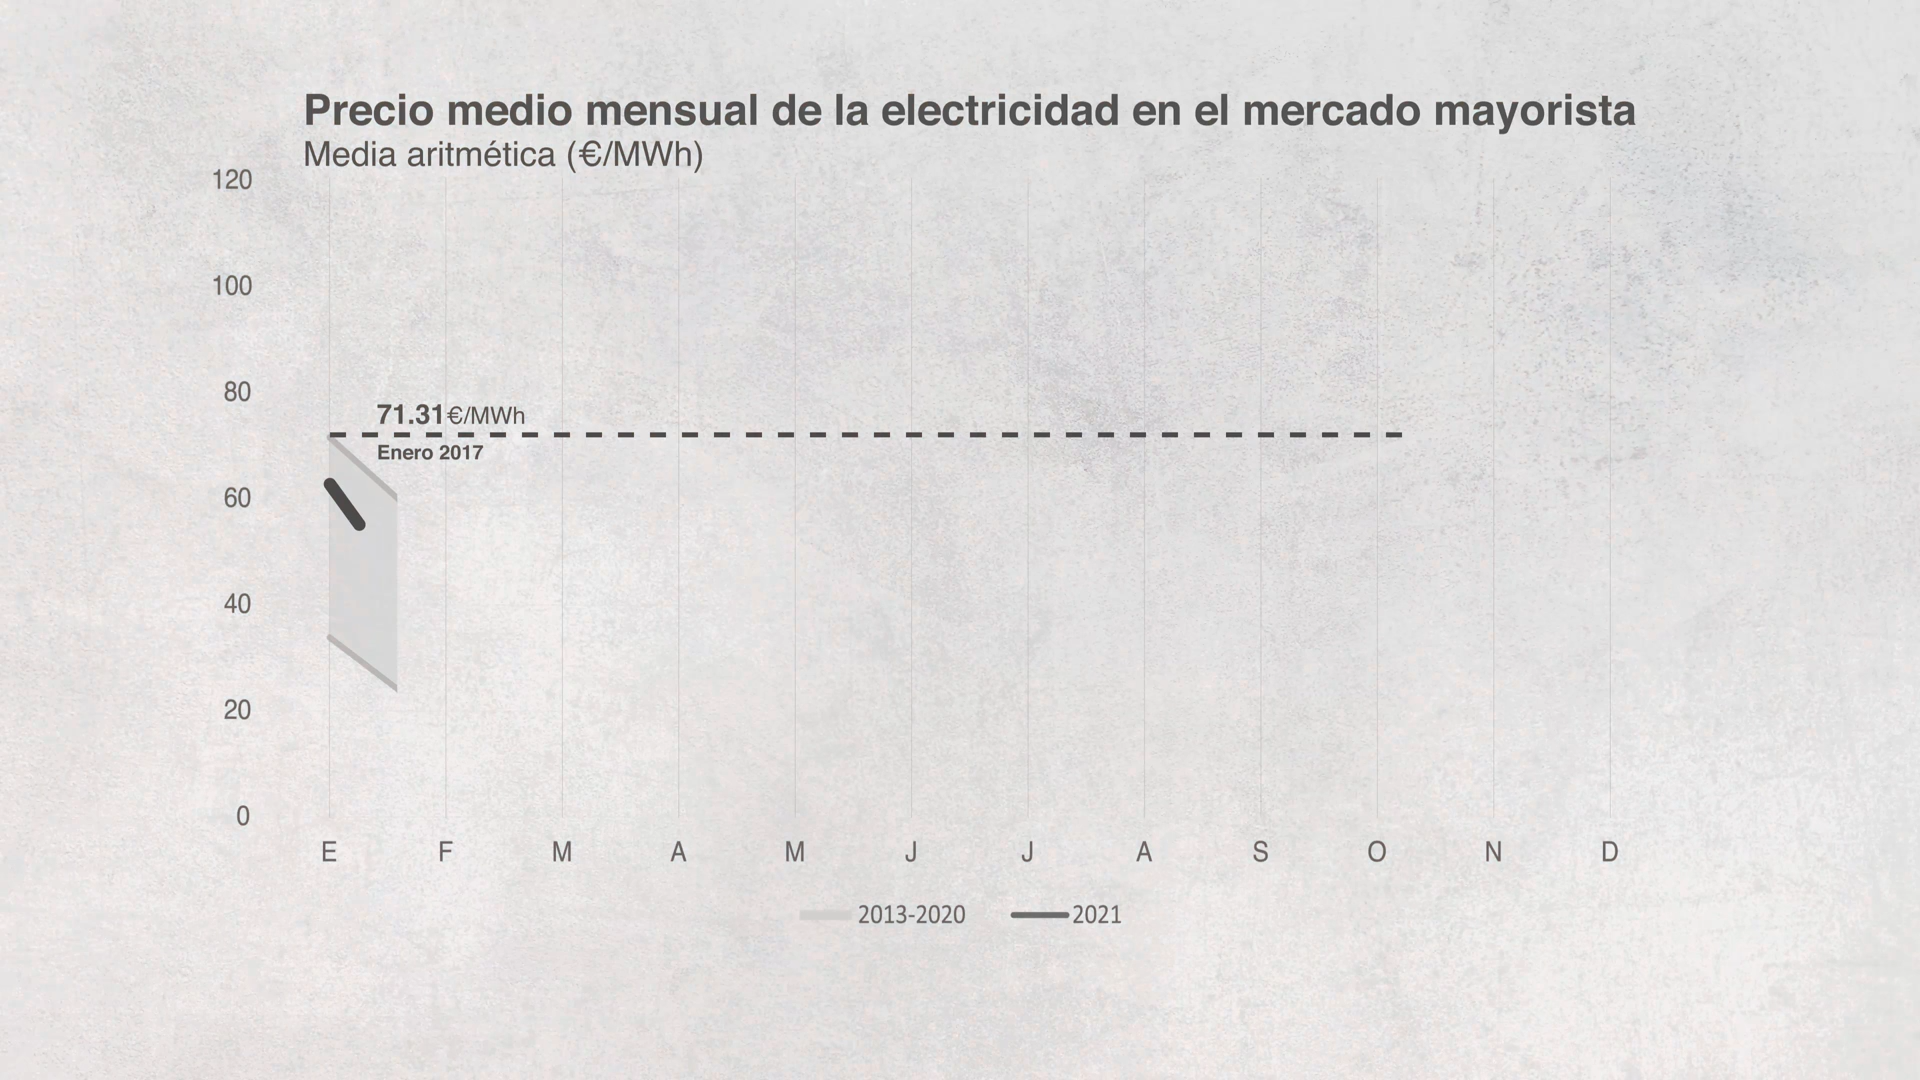 Precio medio mensual de la electricidad en el mercado mayorista
Media aritmética (€/MWh)
120
100
80
71.31€/MWh
Enero 2017
60
40
20
0
E F M A M J J A S O N D
2013-2020 2021